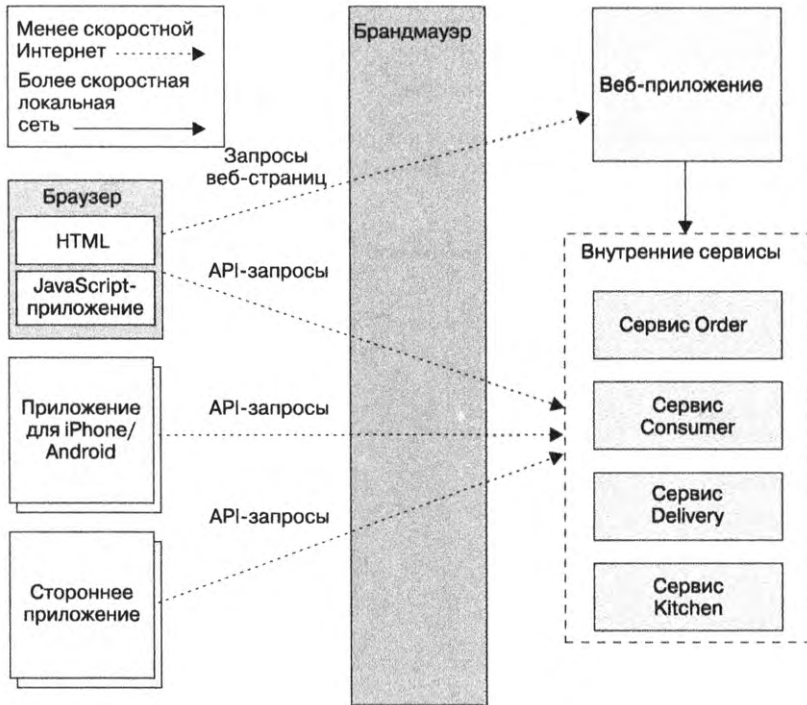 Менее скоростной
Интернет
Более скоростная
локальная
сеть
Брандмауэр
Веб-приложение
Запросы
веб-страниц
Браузер
HTML
JavaScript-
приложение
API-запросы
Внутренние сервисы
Сервис Order
Приложение
для iPhone/
Android
API-запросы
Сервис
Consumer
API-запросы
Сервис
Delivery
Стороннее
приложение
Сервис
Kitchen